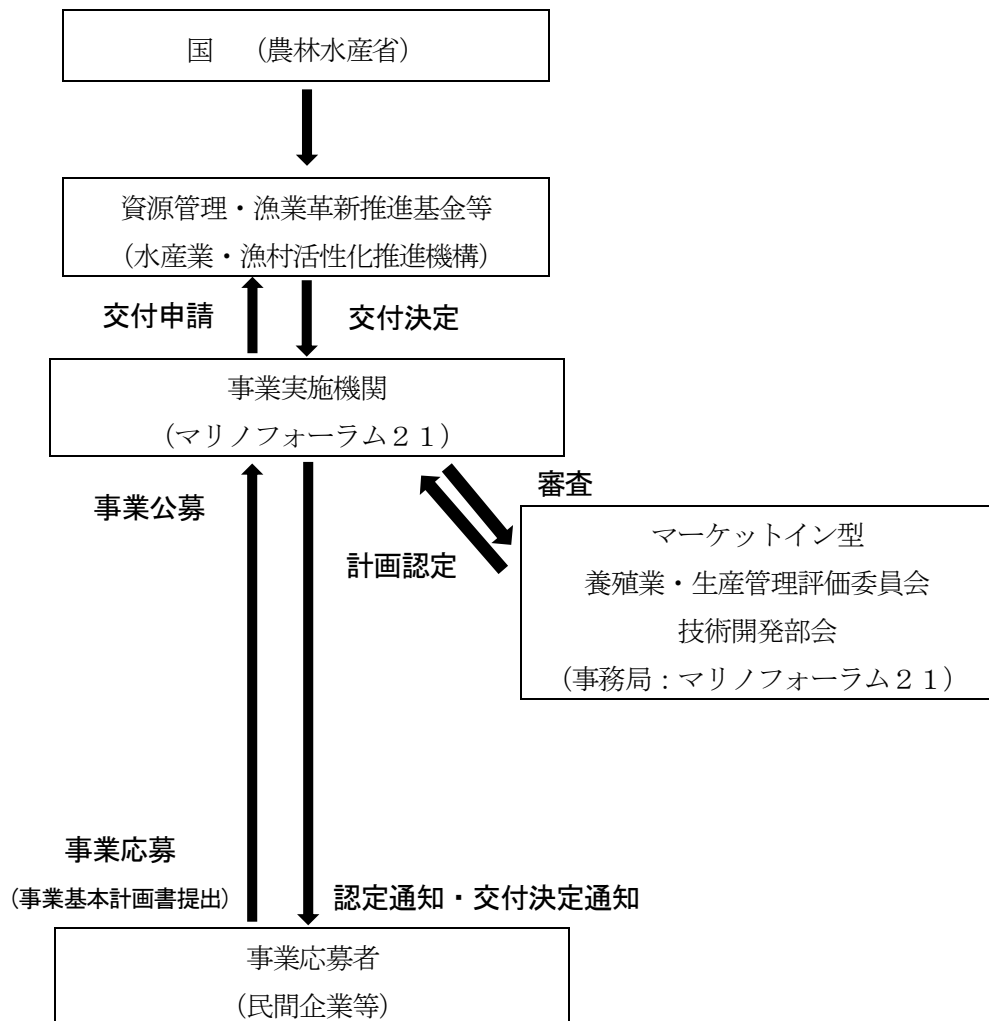 国　（農林水産省）
資源管理・漁業革新推進基金等
（水産業・漁村活性化推進機構）
交付申請
交付決定
事業実施機関
（マリノフォーラム２１）
事業公募
審査
計画認定
マーケットイン型
養殖業・生産管理評価委員会
技術開発部会
（事務局：マリノフォーラム２１）
事業応募
（事業基本計画書提出）
認定通知・交付決定通知
事業応募者
（民間企業等）